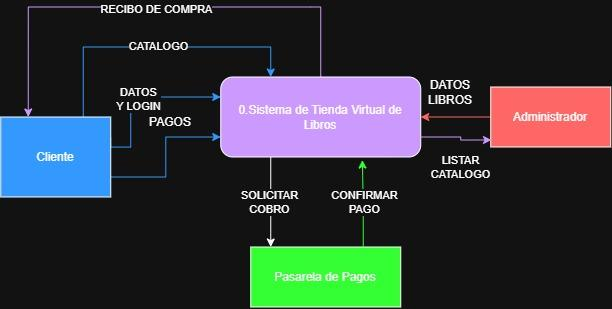 RECIBO DE COMPRA
CATALOGO
DATOS
Y LOGIN
PAGOS
Cliente
0.Sistema de Tienda Virtual de
Libros
DATOS
LIBROS
Administrador
LISTAR
CATALOGO
SOLICITAR
COBRO
CONFIRMAR
PAGO
Pasarela de Pagos